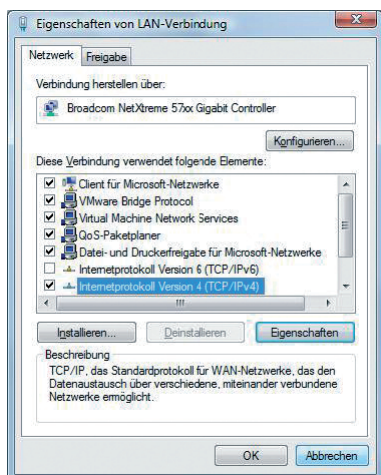 Eigenschaften von LAN-Verbindung
Netzwerk Freigabe
Verbindung herstellen über:
Broadcom NetXtreme 57xx Gigabit Controller
Konfigurieren...
Diese Verbindung verwendet folgende Elemente:
Client für Microsoft-Netzwerke
VMware Bridge Protocol
Virtual Machine Network Services
QoS-Paketplaner
Datei- und Druckerfreigabe für Microsoft-Netzwerke
Internetprotokoll Version 6 (TCP/IPv6)
Internetprotokoll Version 4 (TCP/IPv4)
Installieren... Deinstallieren Eigenschaften
Beschreibung
TCP/IP, das Standardprotokoll für WAN-Netzwerke, das den
Datenaustausch über verschiedene, miteinander verbundene
Netzwerke ermöglicht.
OK Abbrechen